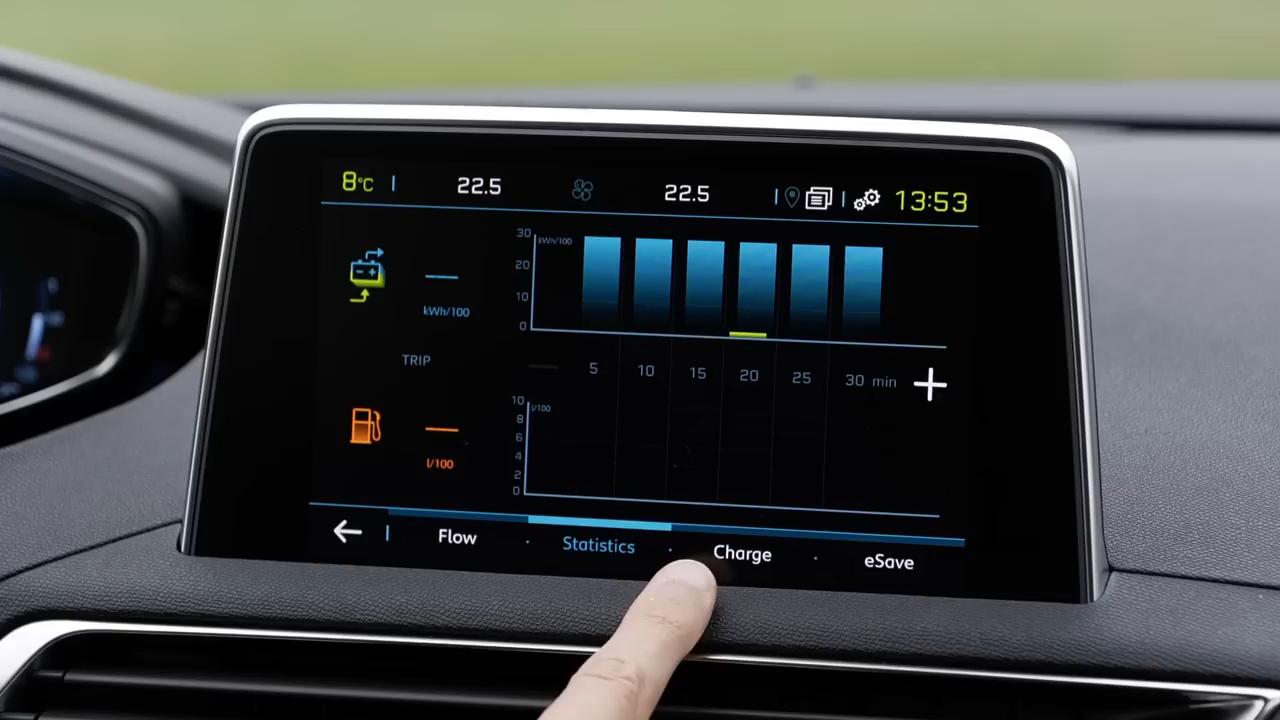 8°C 22.5 22.5 13:53
30 kWh/100
20
10
0
kWh/100
TRIP
5 10 15 20 25 30 min +
10 l/100
8
6
4
2
0
l/100
Flow · Statistics · Charge · eSave